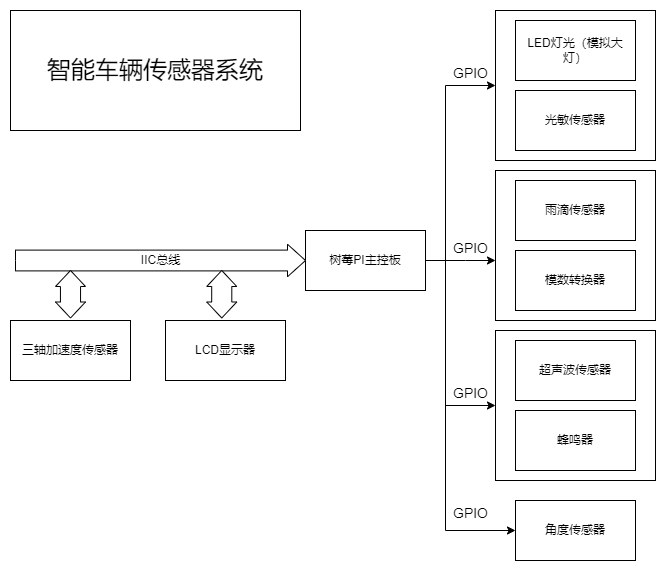 智能车辆传感器系统
GPIO
LED灯光（模拟大
灯）
光敏传感器
GPIO
雨滴传感器
模数转换器
IIC总线
树莓PI主控板
三轴加速度传感器
LCD显示器
GPIO
超声波传感器
蜂鸣器
GPIO
角度传感器